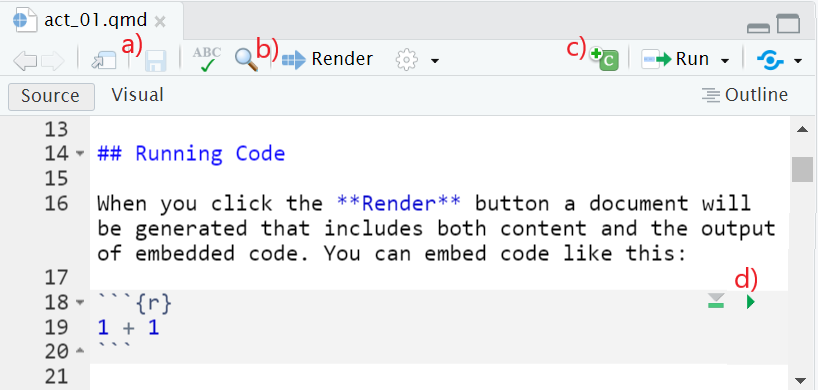 act_01.qmd
a) ABC b) Render c) C Run
Source Visual Outline
13
14 ## Running Code
15
16 When you click the **Render** button a document will
be generated that includes both content and the output
of embedded code. You can embed code like this:
17
d)
18 ```{r}
19 1 + 1
20 ```
21